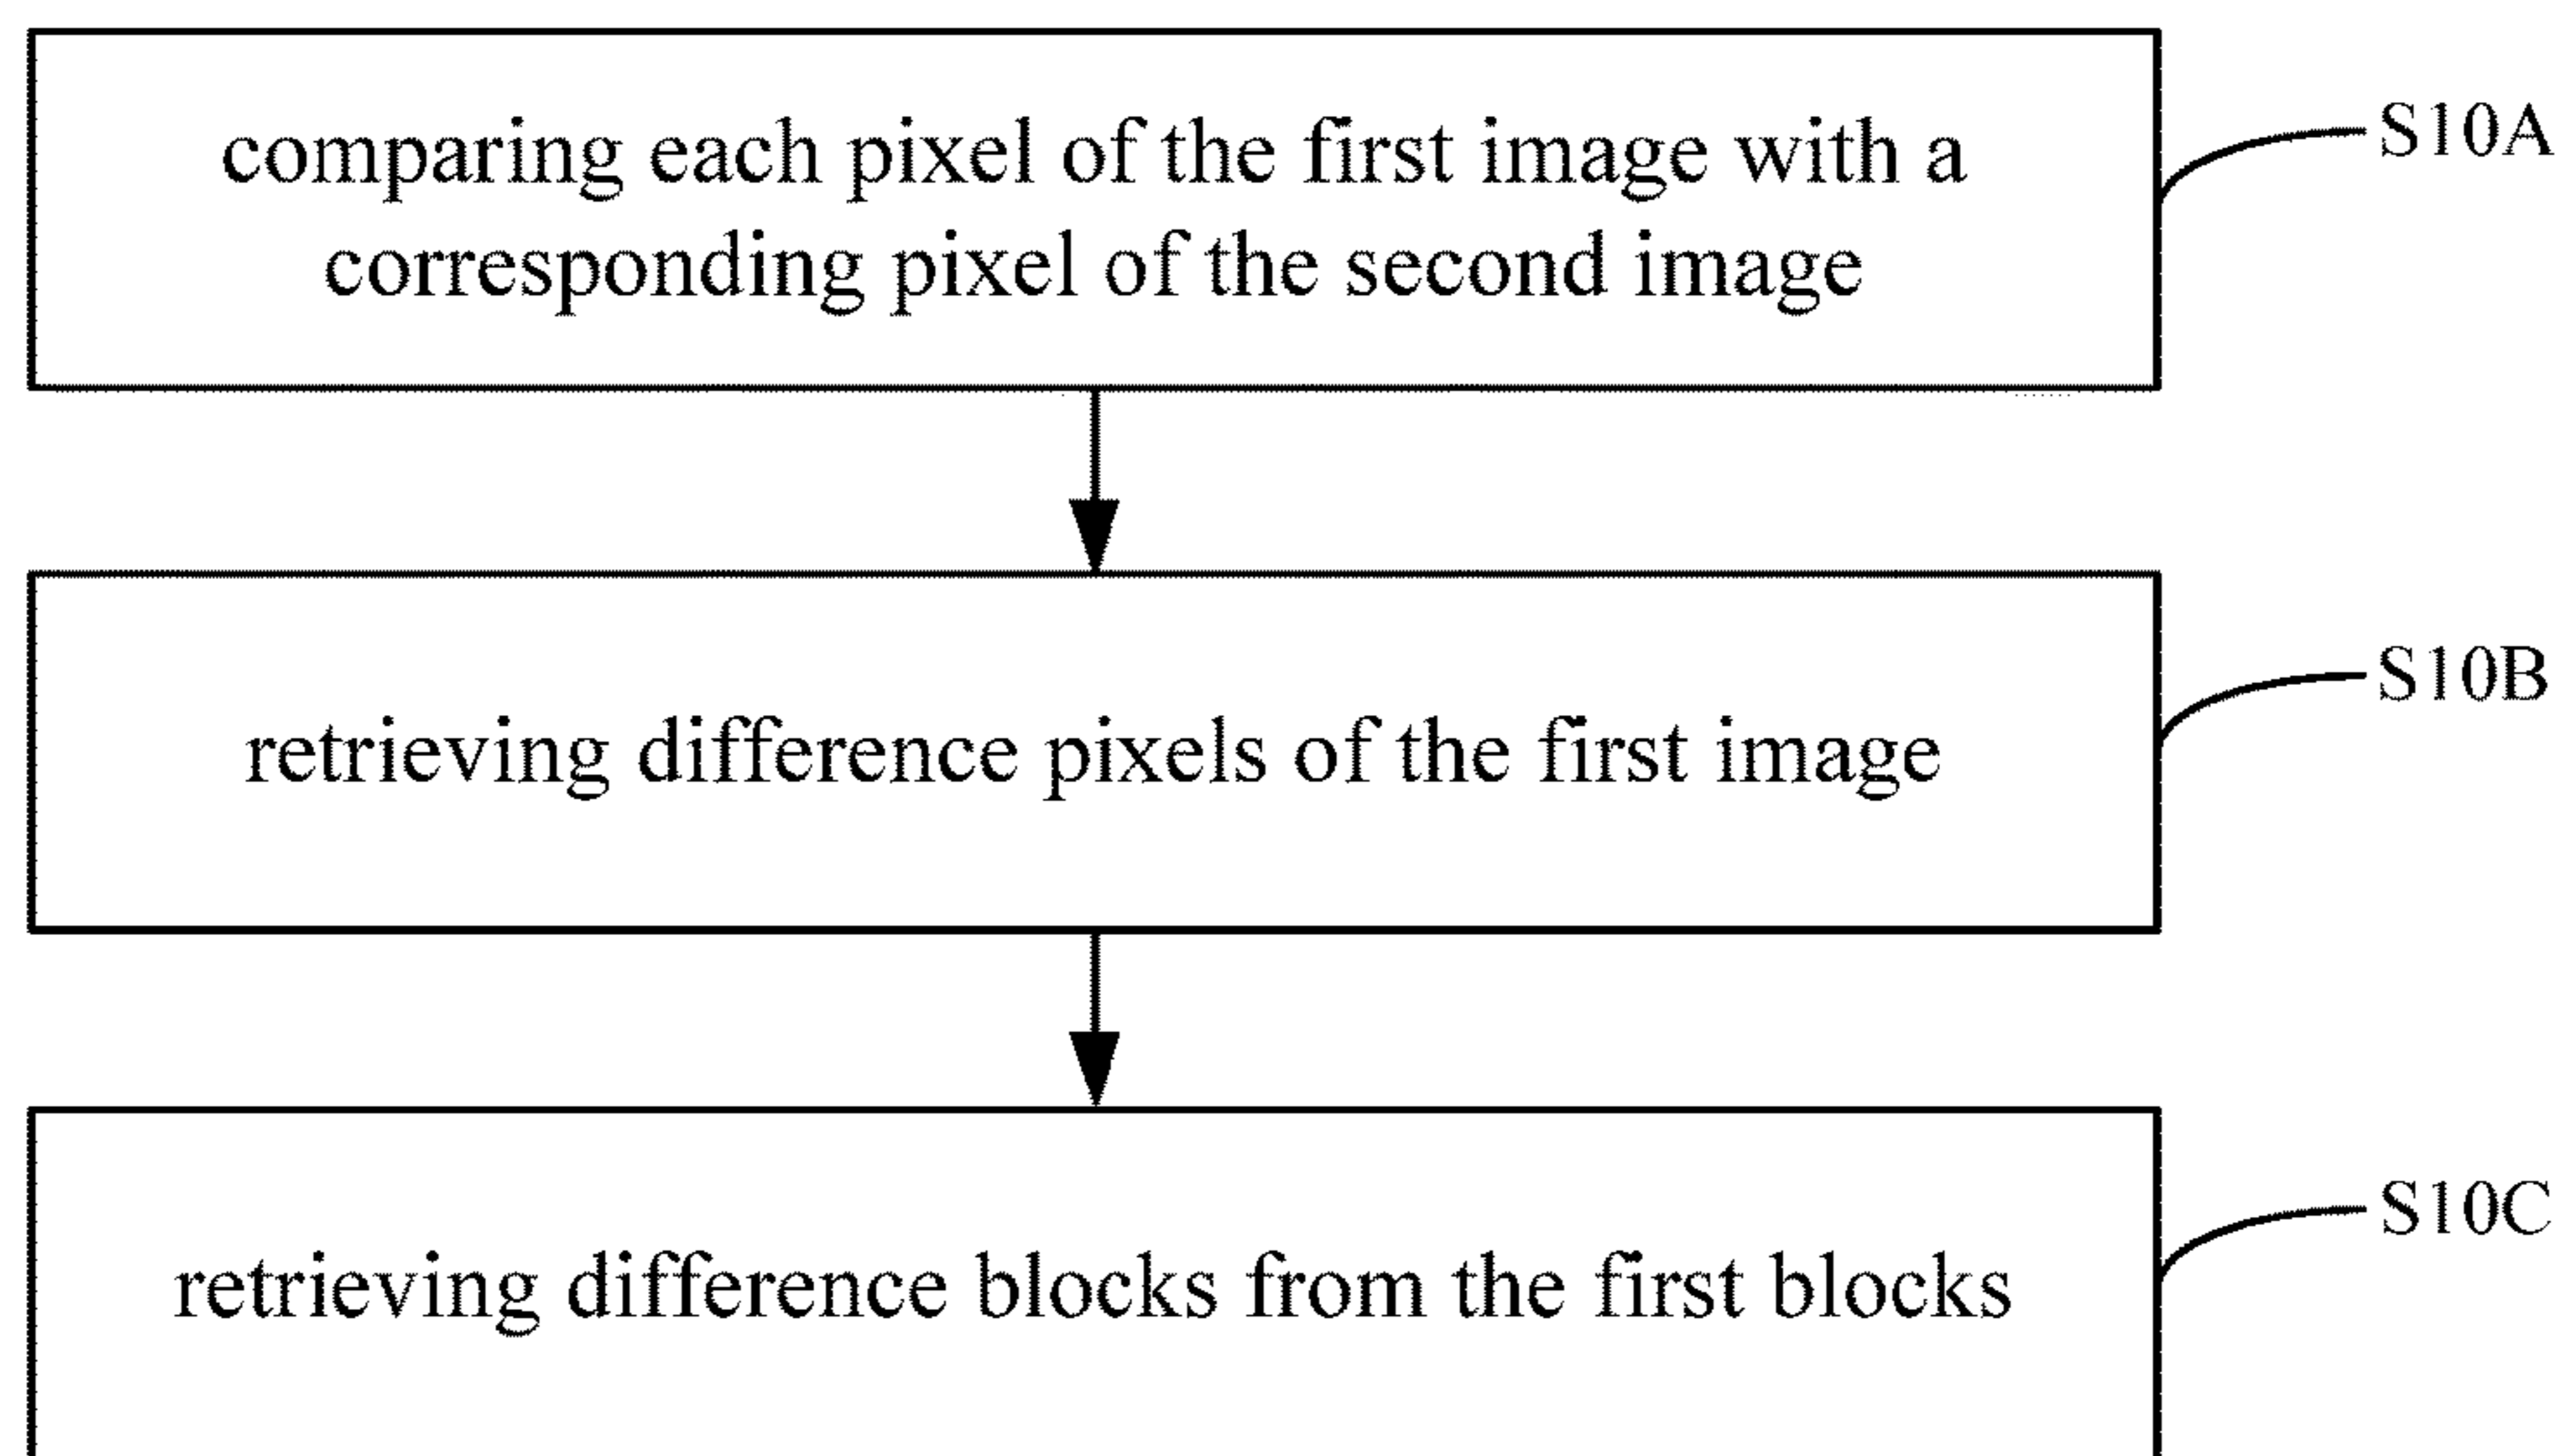 comparing each pixel of the first image with a
corresponding pixel of the second image
S10A
retrieving difference pixels of the first image
S10B
retrieving difference blocks from the first blocks
S10C